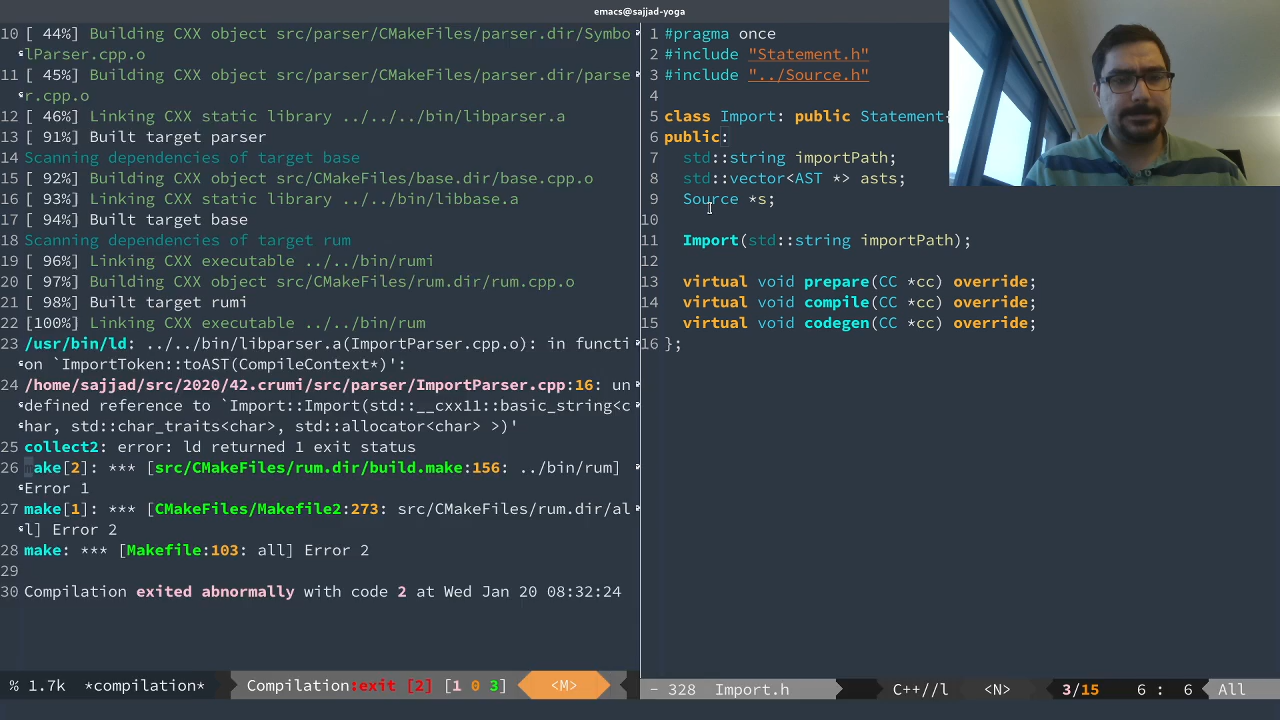 emacs@sajjad-yoga
10 [ 44%] Building CXX object src/parser/CMakeFiles/parser.dir/Symbo
lParser.cpp.o
11 [ 45%] Building CXX object src/parser/CMakeFiles/parser.dir/parse
r.cpp.o
12 [ 46%] Linking CXX static library ../../../bin/libparser.a
13 [ 91%] Built target parser
14 Scanning dependencies of target base
15 [ 92%] Building CXX object src/CMakeFiles/base.dir/base.cpp.o
16 [ 93%] Linking CXX static library ../../bin/libbase.a
17 [ 94%] Built target base
18 Scanning dependencies of target rum
19 [ 96%] Linking CXX executable ../../bin/rumi
20 [ 97%] Building CXX object src/CMakeFiles/rum.dir/rum.cpp.o
21 [ 98%] Built target rumi
22 [100%] Linking CXX executable ../../bin/rum
23 /usr/bin/ld: ../../bin/libparser.a(ImportParser.cpp.o): in functi
on `ImportToken::toAST(CompileContext*)':
24 /home/sajjad/src/2020/42.crumi/src/parser/ImportParser.cpp:16: un
defined reference to `Import::Import(std::__cxx11::basic_string<c
har, std::char_traits<char>, std::allocator<char> >)'
25 collect2: error: ld returned 1 exit status
26 make[2]: *** [src/CMakeFiles/rum.dir/build.make:156: ../bin/rum]
Error 1
27 make[1]: *** [CMakeFiles/Makefile2:273: src/CMakeFiles/rum.dir/al
l] Error 2
28 make: *** [Makefile:103: all] Error 2
29
30 Compilation exited abnormally with code 2 at Wed Jan 20 08:32:24
% 1.7k *compilation* Compilation:exit [2] [1 0 3] <M>
1 #pragma once
2 #include "Statement.h"
3 #include "../Source.h"
4
5 class Import: public Statement
6 public:
7 std::string importPath;
8 std::vector<AST *> asts;
9 Source *s;
10
11 Import(std::string importPath);
12
13 virtual void prepare(CC *cc) override;
14 virtual void compile(CC *cc) override;
15 virtual void codegen(CC *cc) override;
16 };
- 328 Import.h C++//l <N> 3/15 6 : 6 All